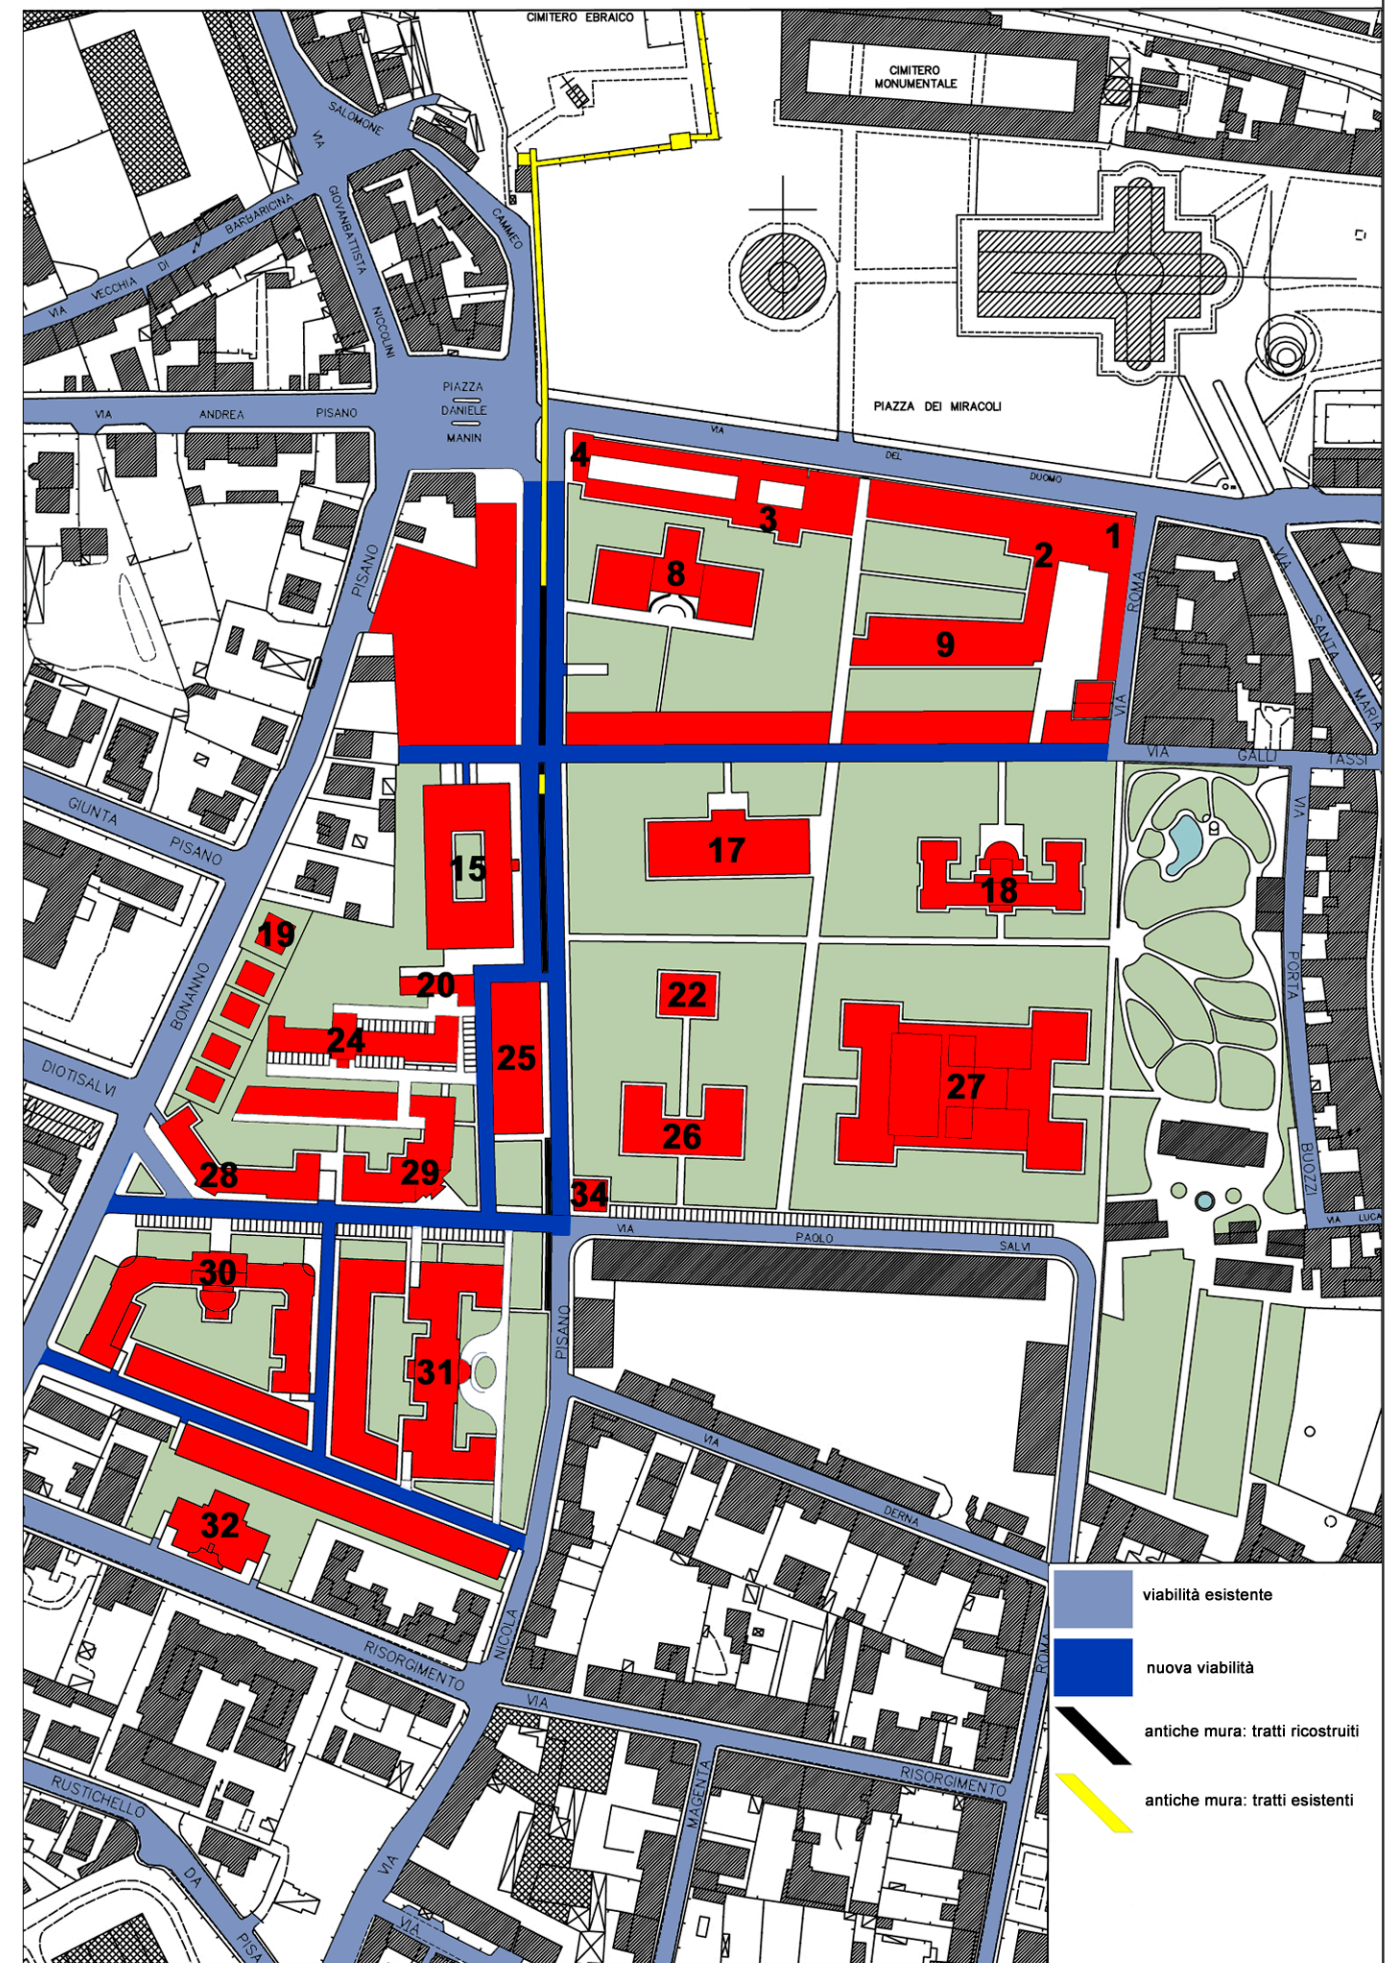 CIMITERO EBRAICO
CIMITERO
MONUMENTALE
SALOMONE
VIA
CAMMEO
BARBARICINA
DI
VECCHIA
VIA
GIOVANBATTISTA
NICCOLINI
PIAZZA
DANIELE
MANIN
VIA
ANDREA
PISANO
PIAZZA DEI MIRACOLI
VIA
DEL
DUOMO
4
3
1
2
8
9
PISANO
ROMA
VIA
VIA
SANTA
MARIA
VIA
GALLI
TASSI
GIUNTA
PISANO
15
17
18
VIA
PORTA
BUOZZI
19
BONANNO
20
22
24
25
27
26
DIOTISALVI
28
29
34
VIA
PAOLO
SALVI
VIA LUCA
30
31
PISANO
32
VIA
DERNA
NICOLA
RISORGIMENTO
VIA
RISORGIMENTO
ROMA
MAGENTA
RUSTICHELLO
DA
PISA
VIA
VIA
viabilità esistente
nuova viabilità
antiche mura: tratti ricostruiti
antiche mura: tratti esistenti